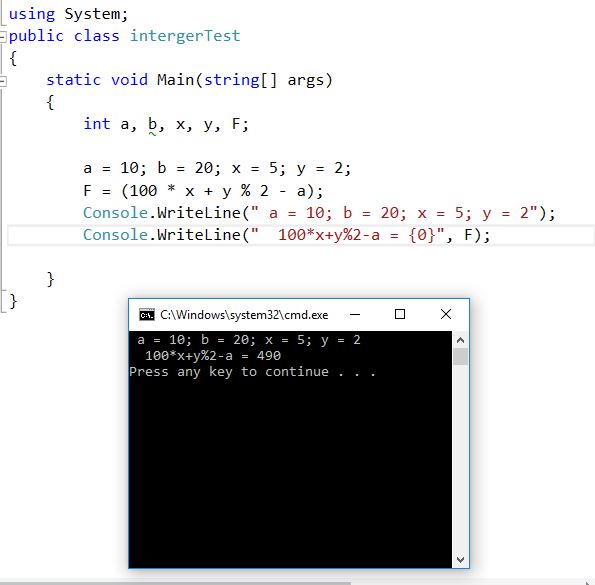 using System;
public class intergerTest
{
static void Main(string[] args)
{
int a, b, x, y, F;
a = 10; b = 20; x = 5; y = 2;
F = (100 * x + y % 2 - a);
Console.WriteLine(" a = 10; b = 20; x = 5; y = 2");
Console.WriteLine("  100*x+y%2-a = {0}", F);
}
}
C:\Windows\system32\cmd.exe
a = 10; b = 20; x = 5; y = 2
100*x+y%2-a = 490
Press any key to continue . . .